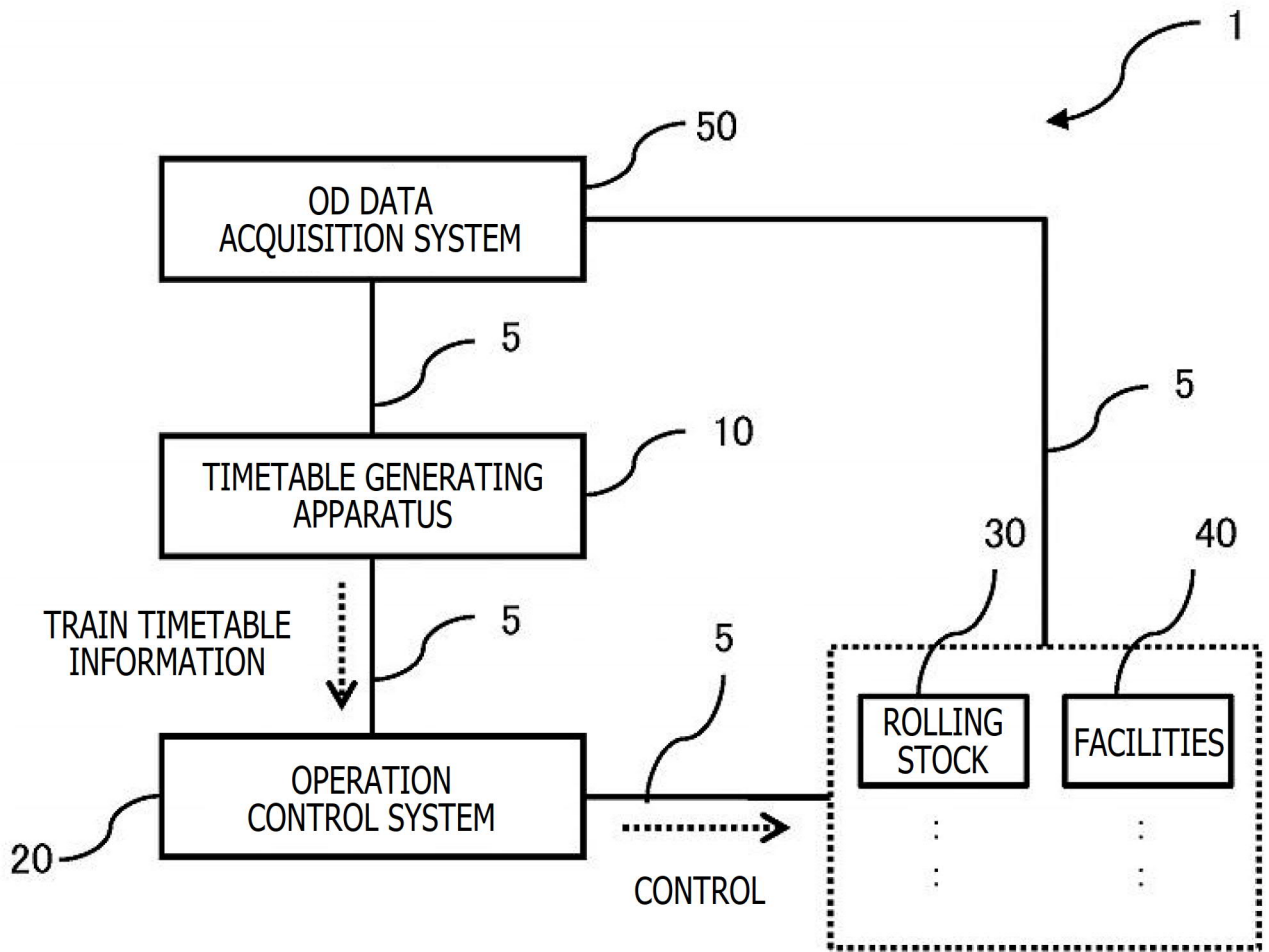 1
50
OD DATA
ACQUISITION SYSTEM
5
5
10
TIMETABLE GENERATING
APPARATUS
30
40
TRAIN TIMETABLE
INFORMATION
5
5
ROLLING
STOCK
FACILITIES
OPERATION
CONTROL SYSTEM
20
CONTROL